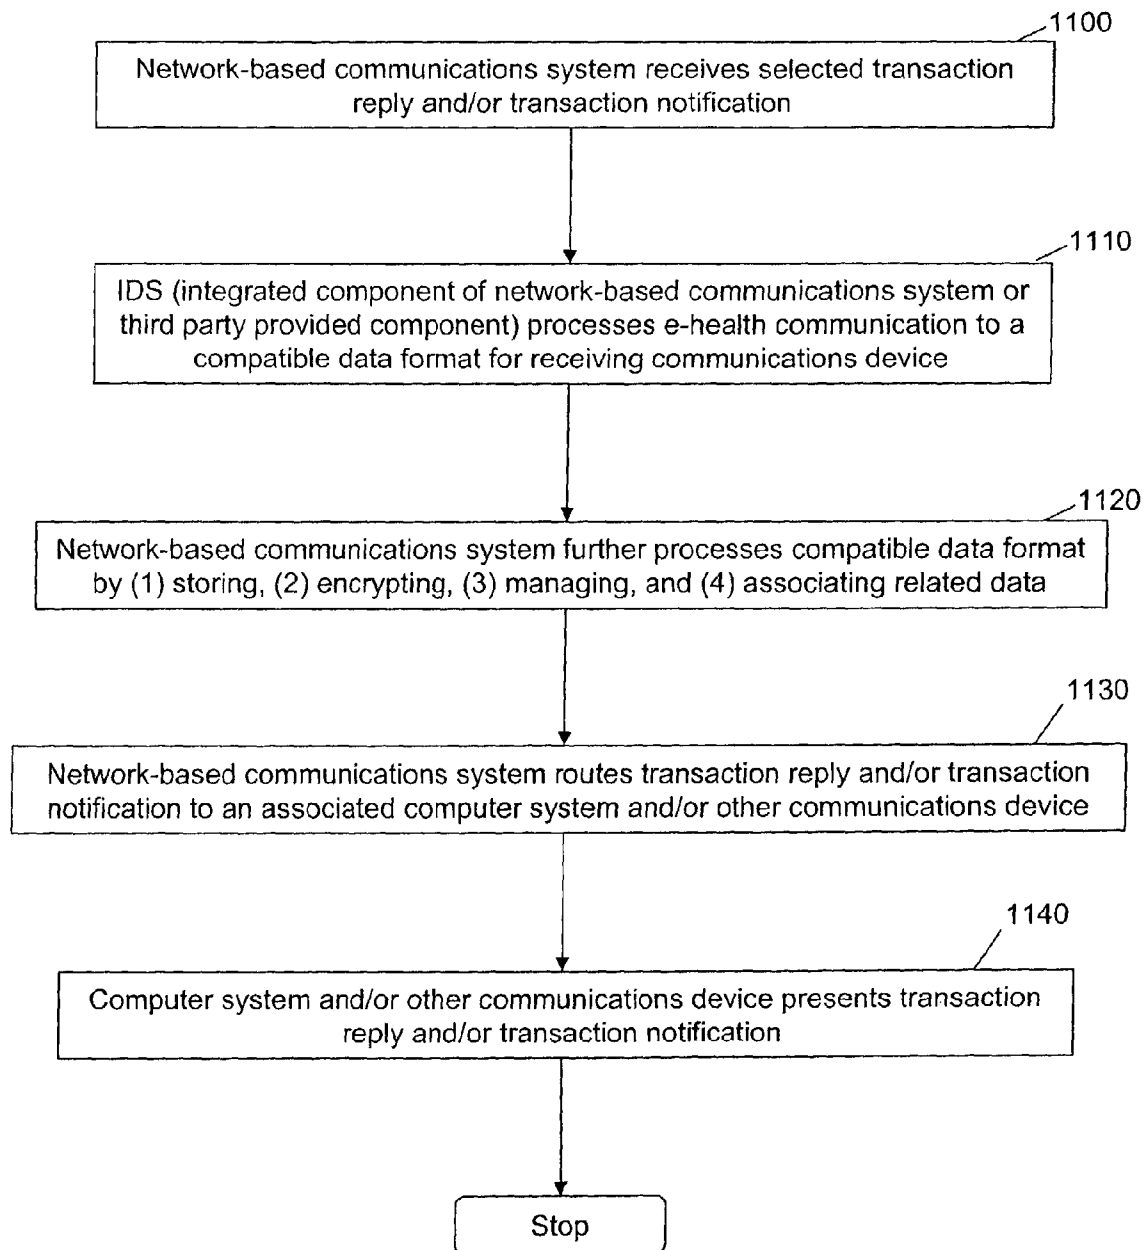 1100
Network-based communications system receives selected transaction
reply and/or transaction notification
1110
IDS (integrated component of network-based communications system or
third party provided component) processes e-health communication to a
compatible data format for receiving communications device
1120
Network-based communications system further processes compatible data format
by (1) storing, (2) encrypting, (3) managing, and (4) associating related data
1130
Network-based communications system routes transaction reply and/or transaction
notification to an associated computer system and/or other communications device
1140
Computer system and/or other communications device presents transaction
reply and/or transaction notification
Stop